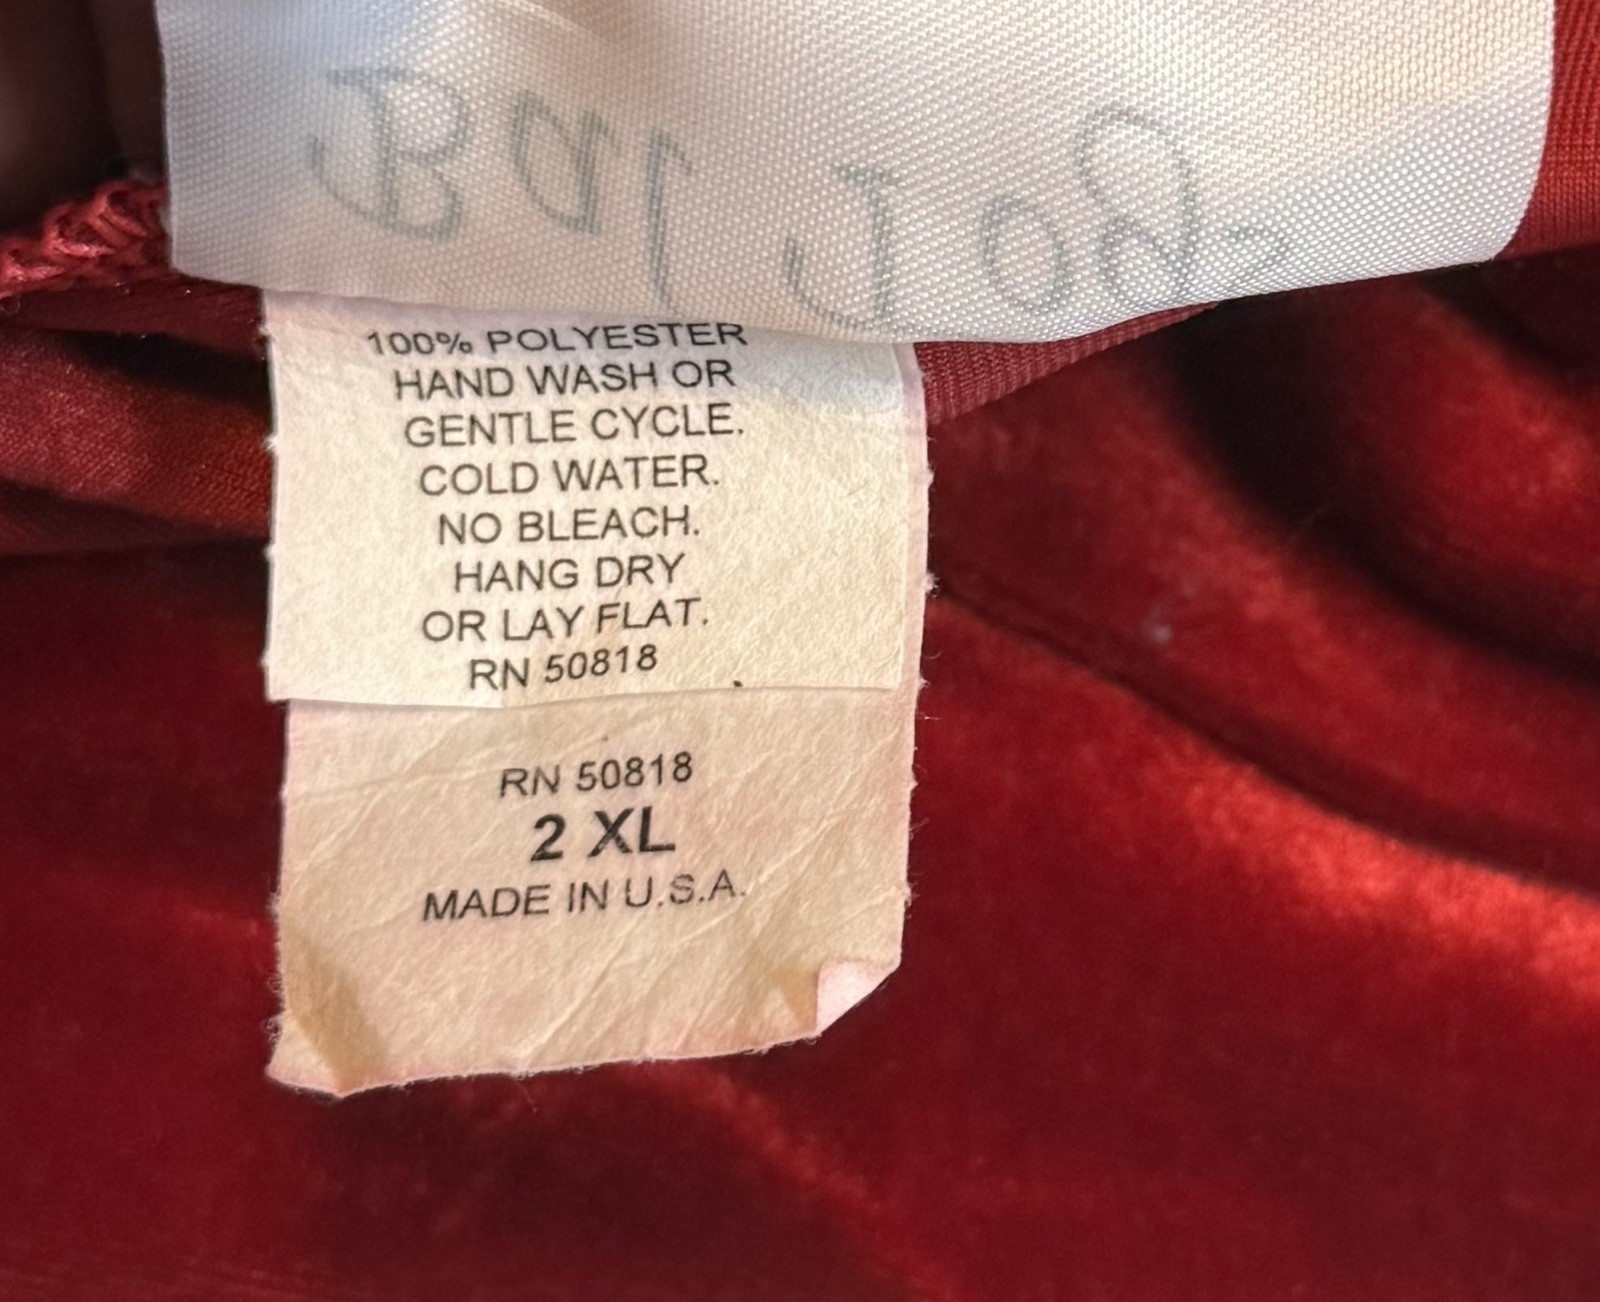 100% POLYESTER
HAND WASH OR
GENTLE CYCLE.
COLD WATER.
NO BLEACH.
HANG DRY
OR LAY FLAT.
RN 50818
RN 50818
2 XL
MADE IN U.S.A.